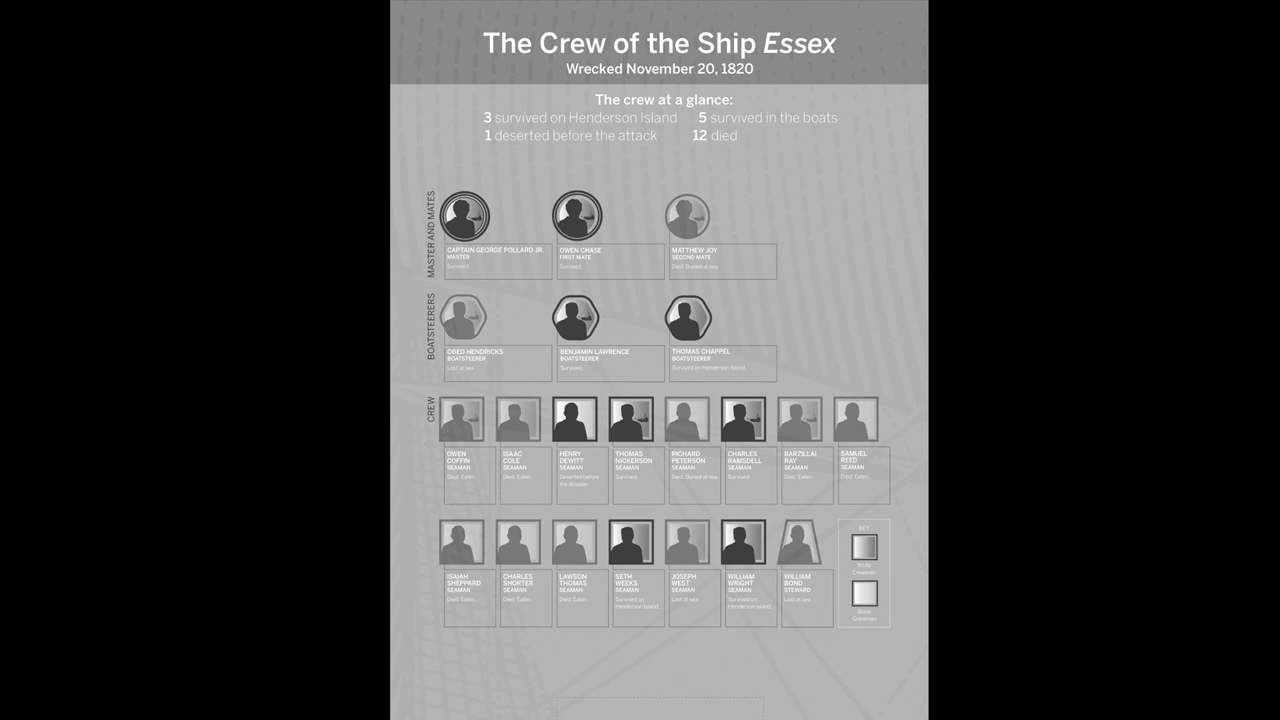 The Crew of the Ship Essex
Wrecked November 20, 1820
The crew at a glance:
3 survived on Henderson Island 5 survived in the boats
1 deserted before the attack 12 died
MASTER AND MATES
CAPTAIN GEORGE POLLARD JR.
MASTER
Survived.
OWEN CHASE
FIRST MATE
Survived.
MATTHEW JOY
SECOND MATE
Died. Buried at sea.
BOATSTEERERS
OBED HENDRICKS
BOATSTEERER
Lost at sea.
BENJAMIN LAWRENCE
BOATSTEERER
Survived.
THOMAS CHAPPEL
BOATSTEERER
Survived on Henderson Island.
CREW
OWEN
COFFIN
SEAMAN
Shot. Eaten.
ISAAC
COLE
SEAMAN
Died. Eaten.
HENRY
DEWITT
SEAMAN
Deserted before
the disaster.
THOMAS
NICKERSON
SEAMAN
Survived.
RICHARD
PETERSON
SEAMAN
Died. Buried at sea.
CHARLES
RAMSDELL
SEAMAN
Survived.
BARZILLAI
RAY
SEAMAN
Died. Eaten.
SAMUEL
REED
SEAMAN
Died. Eaten.
ISAIAH
SHEPPARD
SEAMAN
Died. Eaten.
CHARLES
SHORTER
SEAMAN
Died. Eaten.
LAWSON
THOMAS
SEAMAN
Died. Eaten.
SETH
WEEKS
SEAMAN
Survived on
Henderson Island.
JOSEPH
WEST
SEAMAN
Lost at sea.
WILLIAM
WRIGHT
SEAMAN
Survived on
Henderson Island.
WILLIAM
BOND
STEWARD
Lost at sea.
KEY
White
Crewman
Black
Crewman